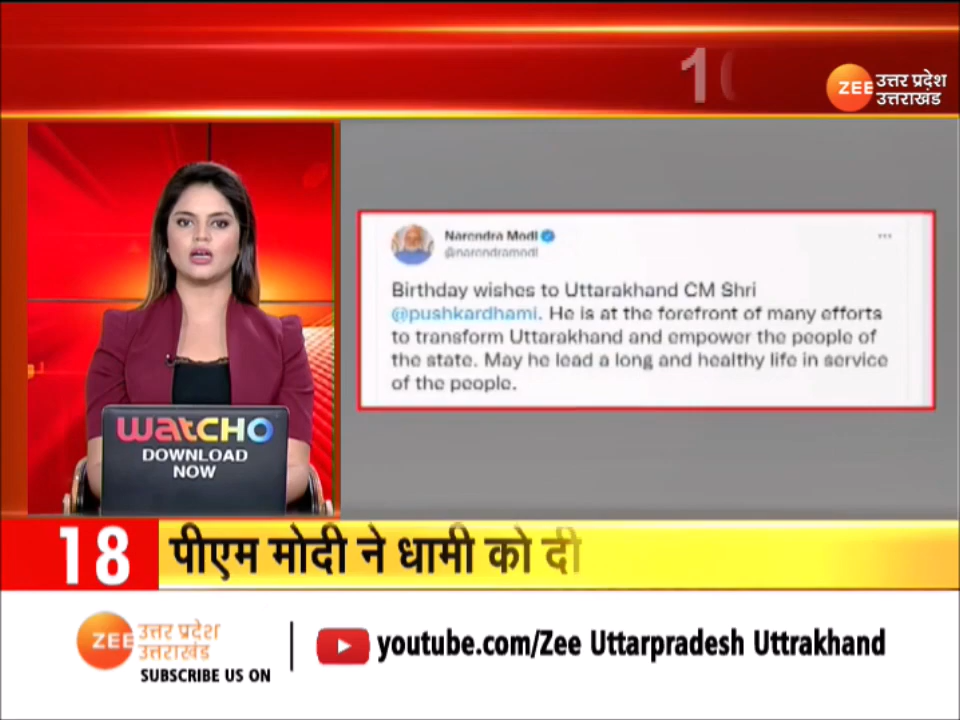 10
ZEE उत्तर प्रदेश
उत्तराखंड
Narendra Modi
@narendramodi
Birthday wishes to Uttarakhand CM Shri
@pushkardhami. He is at the forefront of many efforts
to transform Uttarakhand and empower the people of
the state. May he lead a long and healthy life in service
of the people.
WATCHO
DOWNLOAD
NOW
18 पीएम मोदी ने धामी को दी
ZEE उत्तर प्रदेश
उत्तराखंड
SUBSCRIBE US ON
youtube.com/Zee Uttarpradesh Uttrakhand